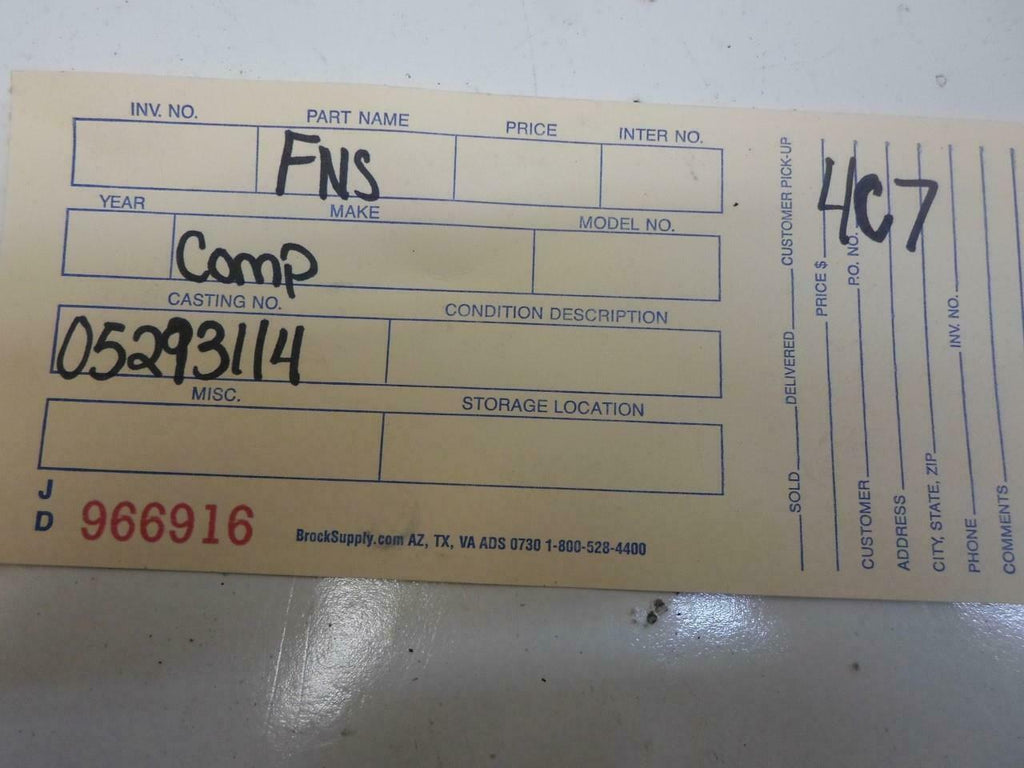 INV. NO. PART NAME PRICE INTER NO.
FNS
YEAR MAKE MODEL NO.
Comp
CASTING NO. CONDITION DESCRIPTION
05293114
MISC. STORAGE LOCATION
J
D
966916
BrockSupply.com AZ, TX, VA ADS 0730 1-800-528-4400
SOLD DELIVERED CUSTOMER PICK-UP
PRICE $
CUSTOMER P.O. NO.
ADDRESS
CITY, STATE, ZIP
PHONE INV. NO.
COMMENTS
4C7